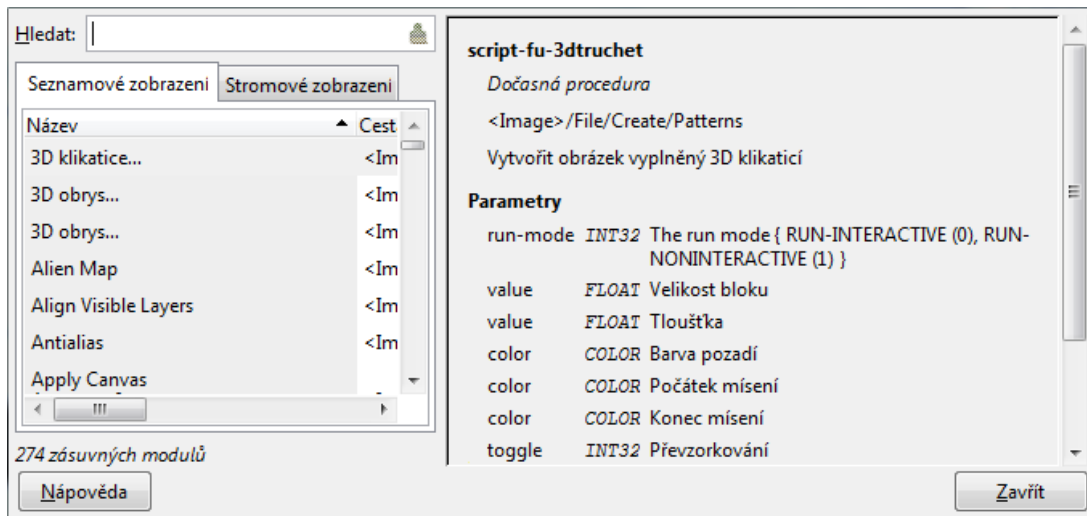 Hledat:
Seznamové zobrazeni Stromové zobrazeni
Název Cest
3D klikatice... <Im
3D obrys... <Im
3D obrys... <Im
Alien Map <Im
Align Visible Layers <Im
Antialias <Im
Apply Canvas
274 zásuvných modulů
Nápověda
script-fu-3dtruchet
Dočasná procedura
<Image>/File/Create/Patterns
Vytvořit obrázek vyplněný 3D klikaticí
Parametry
run-mode INT32 The run mode { RUN-INTERACTIVE (0), RUN-
NONINTERACTIVE (1) }
value FLOAT Velikost bloku
value FLOAT Tloušťka
color COLOR Barva pozadí
color COLOR Počátek mísení
color COLOR Konec mísení
toggle INT32 Převzorkování
Zavřít